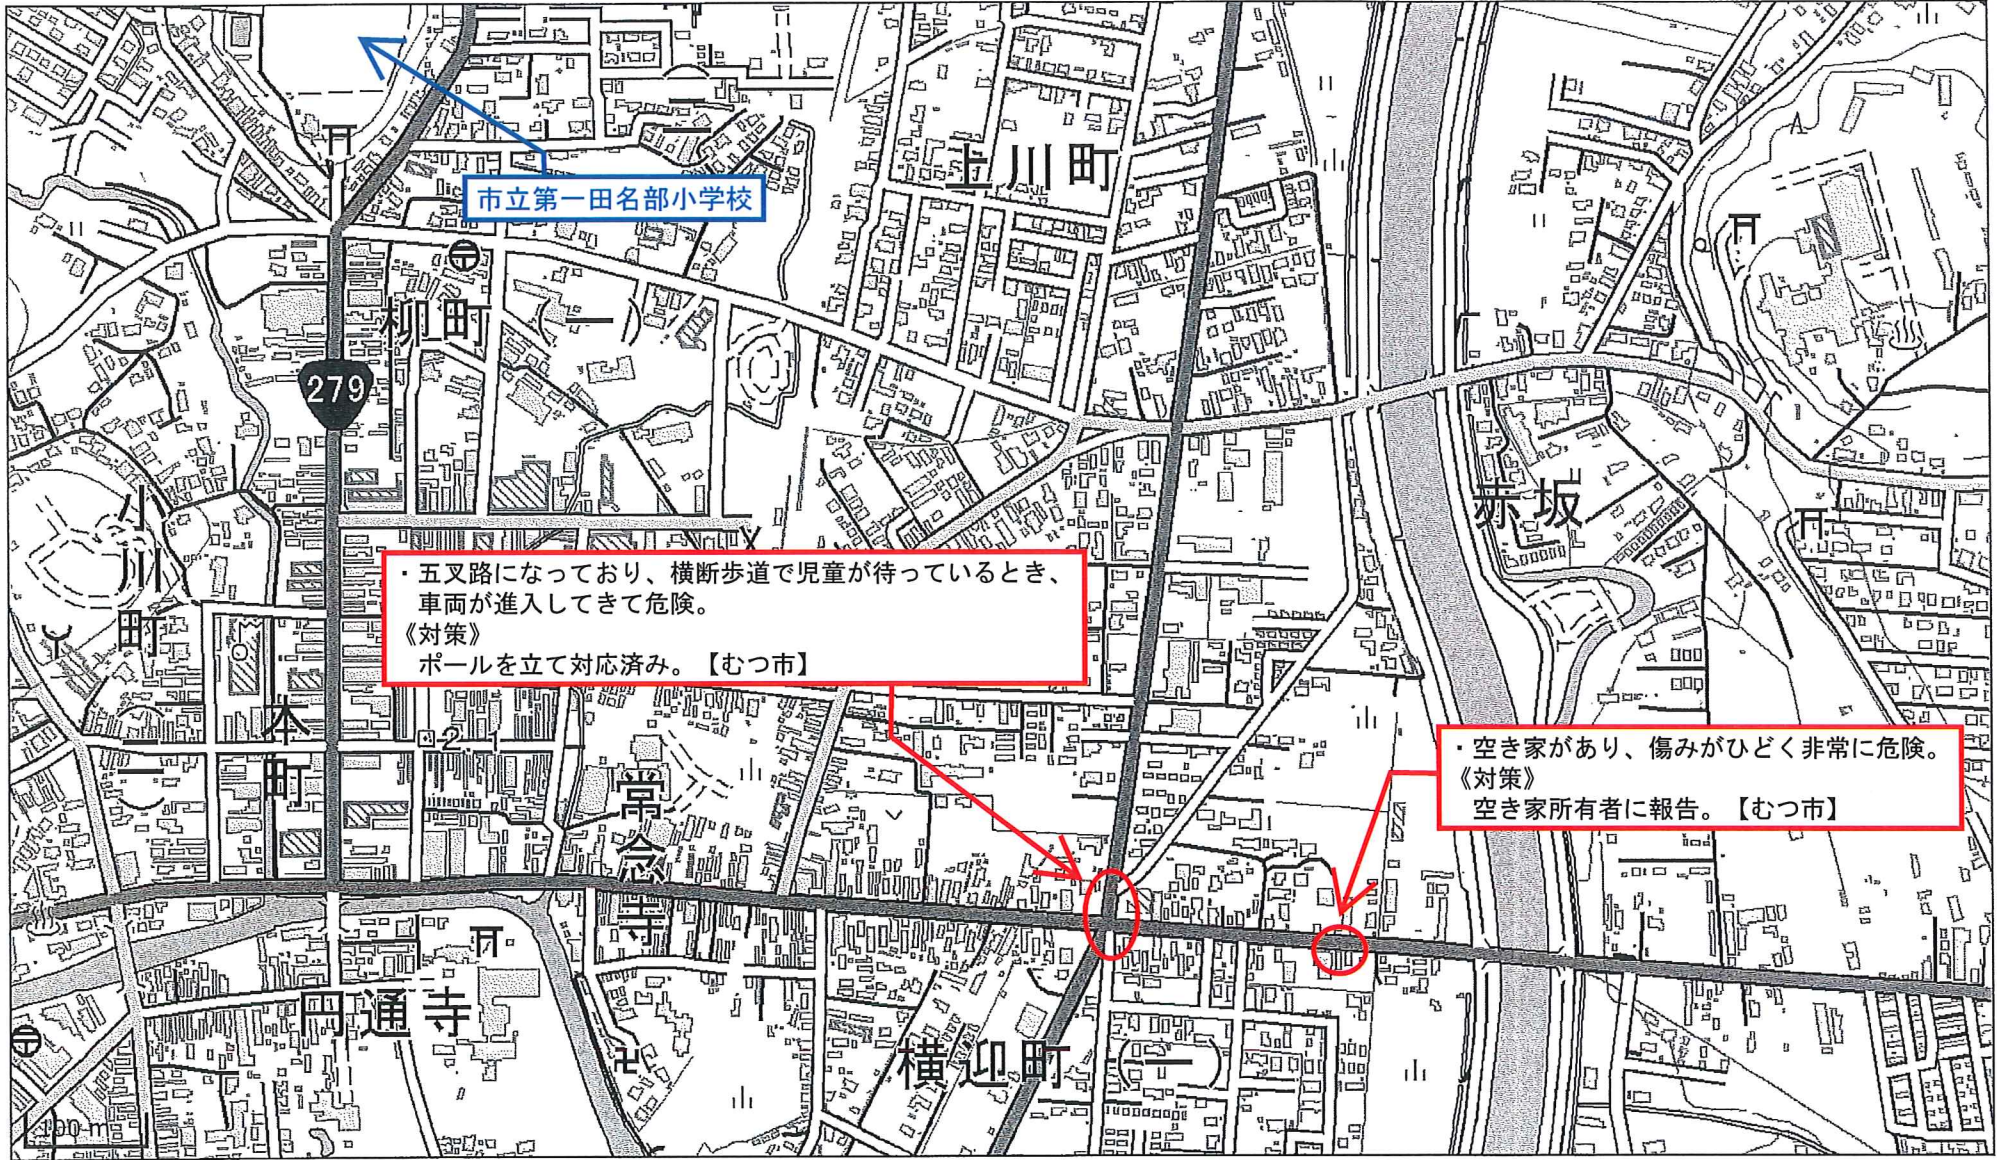 上川町
市立第一田名部小学校
柳町
(一)
279
小川町
(二)
赤坂
・五叉路になっており、横断歩道で児童が待っているとき、
車両が進入してきて危険。
《対策》
ポールを立て対応済み。【むつ市】
本町
2.1
・空き家があり、傷みがひどく非常に危険。
《対策》
空き家所有者に報告。【むつ市】
常念寺
円通寺
横迎町
(一)
100 m